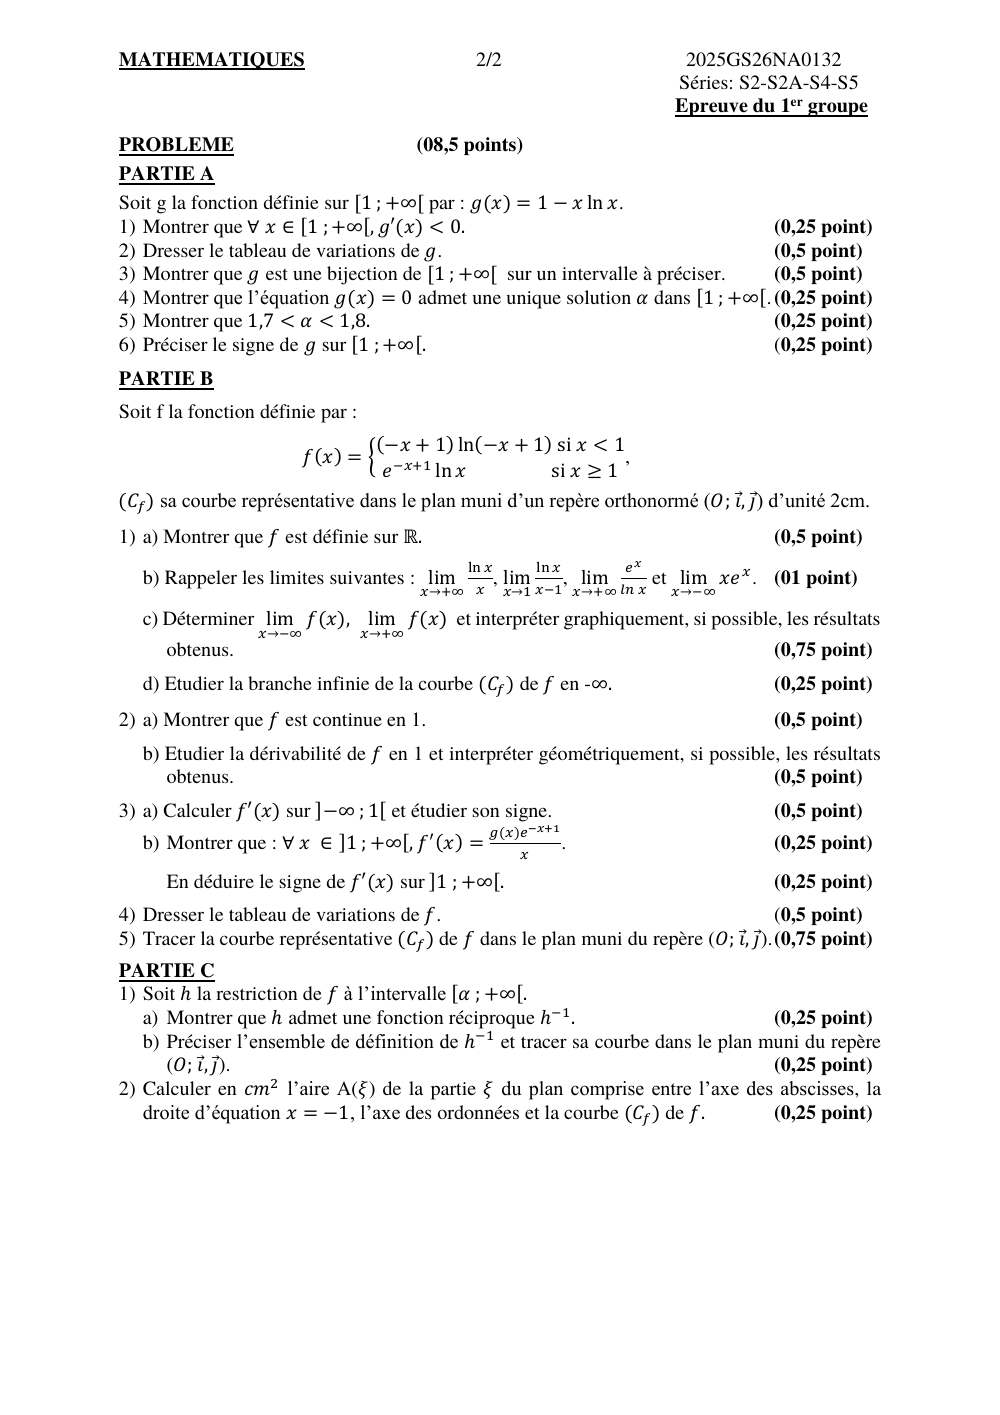 MATHEMATIQUES 2/2 2025GS26NA0132
Séries: S2-S2A-S4-S5
Epreuve du 1er groupe
PROBLEME (08,5 points)
PARTIE A
Soit g la fonction définie sur [1 ; +∞[ par : g(x) = 1 − x ln x.
1) Montrer que ∀ x ∈ [1 ; +∞[, g′(x) < 0. (0,25 point)
2) Dresser le tableau de variations de g. (0,5 point)
3) Montrer que g est une bijection de [1 ; +∞[ sur un intervalle à préciser. (0,5 point)
4) Montrer que l’équation g(x) = 0 admet une unique solution α dans [1 ; +∞[. (0,25 point)
5) Montrer que 1,7 < α < 1,8. (0,25 point)
6) Préciser le signe de g sur [1 ; +∞[. (0,25 point)
PARTIE B
Soit f la fonction définie par :
f(x) = { (−x + 1) ln(−x + 1) si x < 1
e^{−x+1} ln x si x ≥ 1 ,
(C_f) sa courbe représentative dans le plan muni d’un repère orthonormé (O; i⃗, j⃗) d’unité 2cm.
1) a) Montrer que f est définie sur ℝ. (0,5 point)
b) Rappeler les limites suivantes : lim_{x→+∞} ln x / x, lim_{x→1} ln x / x−1, lim_{x→+∞} e^x / ln x et lim_{x→−∞} xe^x. (01 point)
c) Déterminer lim_{x→−∞} f(x), lim_{x→+∞} f(x) et interpréter graphiquement, si possible, les résultats
obtenus. (0,75 point)
d) Etudier la branche infinie de la courbe (C_f) de f en -∞. (0,25 point)
2) a) Montrer que f est continue en 1. (0,5 point)
b) Etudier la dérivabilité de f en 1 et interpréter géométriquement, si possible, les résultats
obtenus. (0,5 point)
3) a) Calculer f′(x) sur ]−∞ ; 1[ et étudier son signe. (0,5 point)
b) Montrer que : ∀ x ∈ ]1 ; +∞[, f′(x) = g(x)e^{−x+1} / x. (0,25 point)
En déduire le signe de f′(x) sur ]1 ; +∞[. (0,25 point)
4) Dresser le tableau de variations de f. (0,5 point)
5) Tracer la courbe représentative (C_f) de f dans le plan muni du repère (O; i⃗, j⃗). (0,75 point)
PARTIE C
1) Soit h la restriction de f à l’intervalle [α ; +∞[.
a) Montrer que h admet une fonction réciproque h⁻¹. (0,25 point)
b) Préciser l’ensemble de définition de h⁻¹ et tracer sa courbe dans le plan muni du repère
(O; i⃗, j⃗). (0,25 point)
2) Calculer en cm² l’aire A(ξ) de la partie ξ du plan comprise entre l’axe des abscisses, la
droite d’équation x = −1, l’axe des ordonnées et la courbe (C_f) de f. (0,25 point)